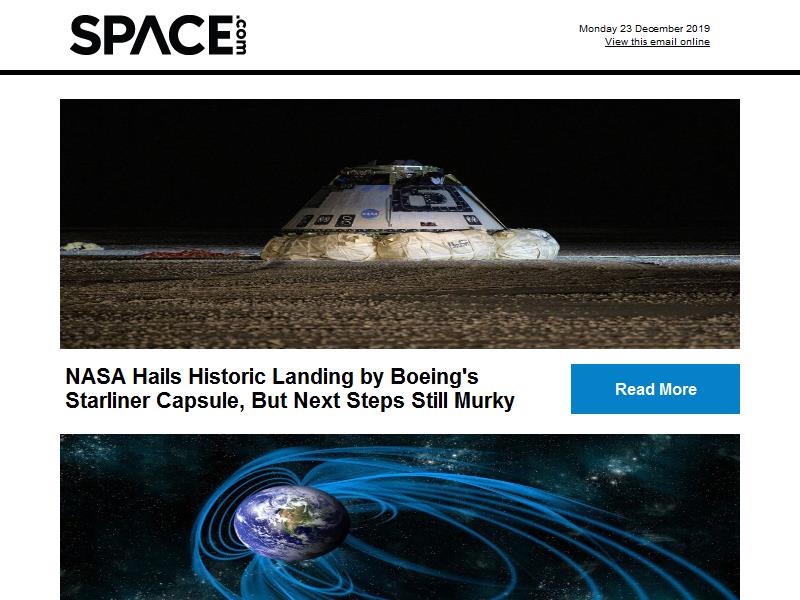 SPACE.com
Monday 23 December 2019
View this email online
NASA Hails Historic Landing by Boeing's
Starliner Capsule, But Next Steps Still Murky
Read More